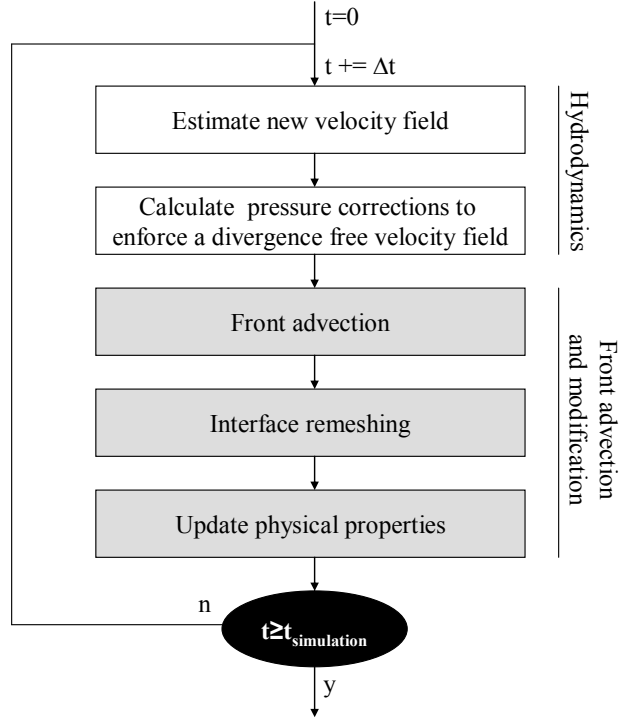 t=0
t += Δt
Estimate new velocity field
Calculate pressure corrections to
enforce a divergence free velocity field
Hydrodynamics
Front advection
Interface remeshing
Update physical properties
Front advection
and modification
n
t≥t_simulation
y